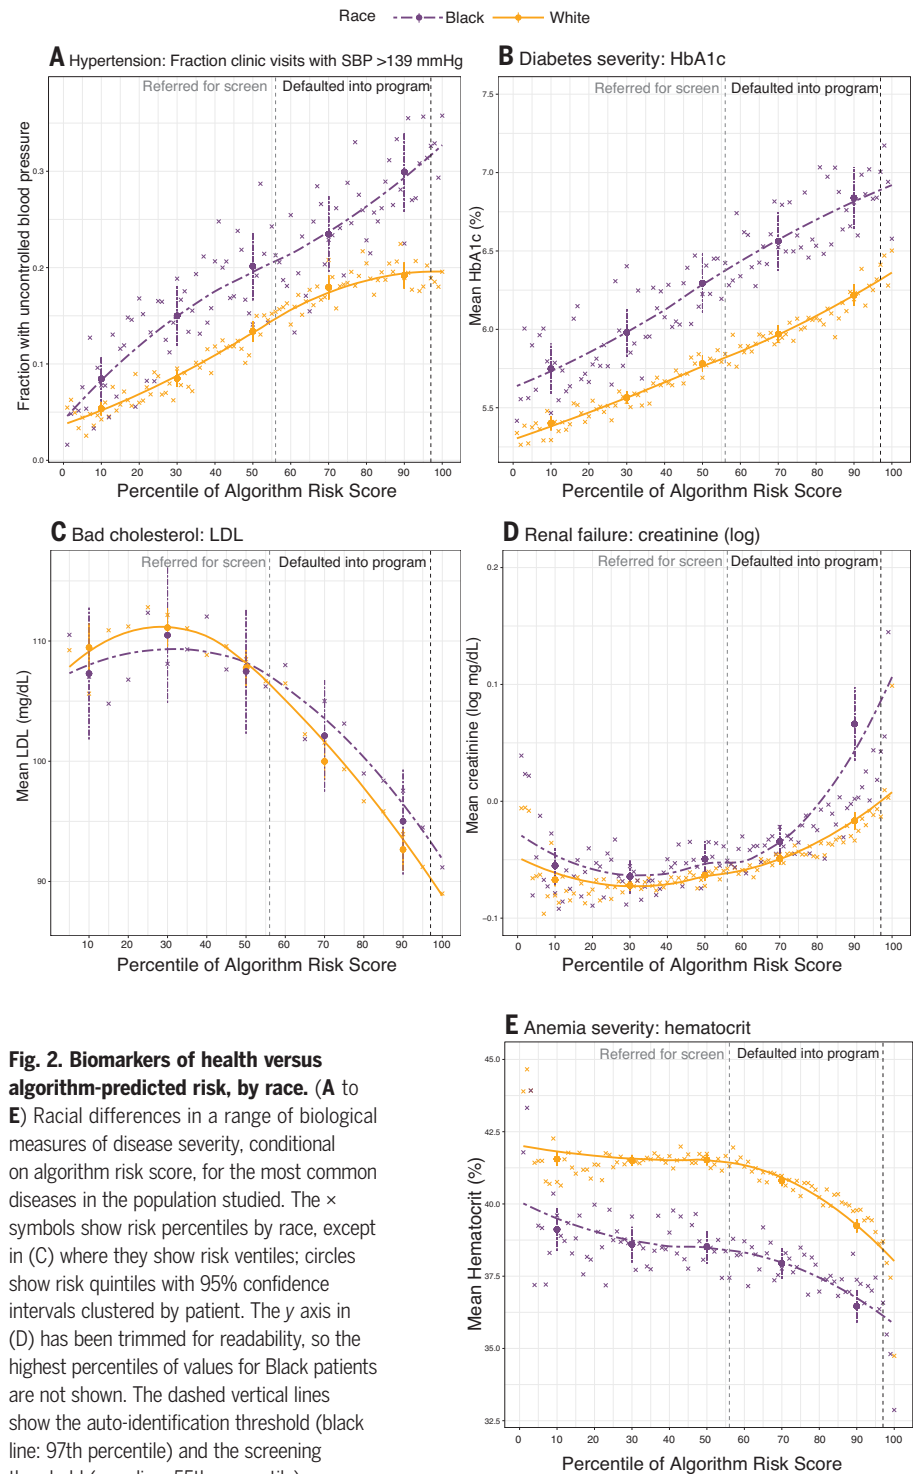 Race Black White
A Hypertension: Fraction clinic visits with SBP >139 mmHg
Referred for screen Defaulted into program
Fraction with uncontrolled blood pressure
0.3
0.2
0.1
0.0
0 10 20 30 40 50 60 70 80 90 100
Percentile of Algorithm Risk Score
B Diabetes severity: HbA1c
Referred for screen Defaulted into program
Mean HbA1c (%)
7.5
7.0
6.5
6.0
5.5
0 10 20 30 40 50 60 70 80 90 100
Percentile of Algorithm Risk Score
C Bad cholesterol: LDL
Referred for screen Defaulted into program
Mean LDL (mg/dL)
110
100
90
10 20 30 40 50 60 70 80 90 100
Percentile of Algorithm Risk Score
D Renal failure: creatinine (log)
Referred for screen Defaulted into program
Mean creatinine (log mg/dL)
0.2
0.1
0.0
−0.1
0 10 20 30 40 50 60 70 80 90 100
Percentile of Algorithm Risk Score
E Anemia severity: hematocrit
Referred for screen Defaulted into program
Mean Hematocrit (%)
45.0
42.5
40.0
37.5
35.0
32.5
0 10 20 30 40 50 60 70 80 90 100
Percentile of Algorithm Risk Score
Fig. 2. Biomarkers of health versus
algorithm-predicted risk, by race. (A to
E) Racial differences in a range of biological
measures of disease severity, conditional
on algorithm risk score, for the most common
diseases in the population studied. The ×
symbols show risk percentiles by race, except
in (C) where they show risk ventiles; circles
show risk quintiles with 95% confidence
intervals clustered by patient. The y axis in
(D) has been trimmed for readability, so the
highest percentiles of values for Black patients
are not shown. The dashed vertical lines
show the auto-identification threshold (black
line: 97th percentile) and the screening